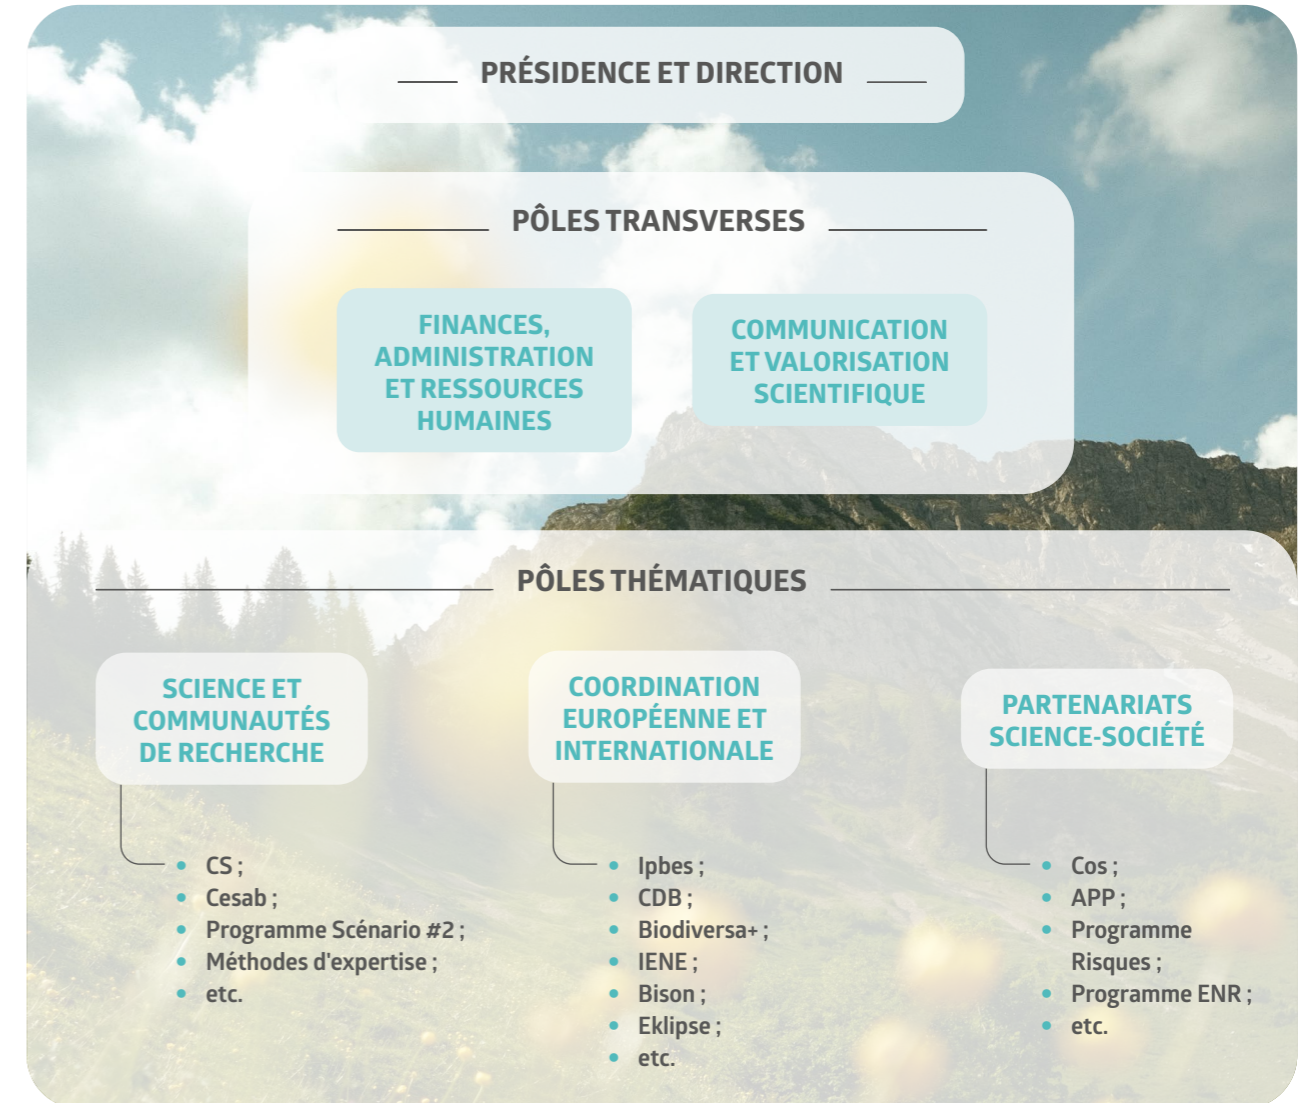 PRÉSIDENCE ET DIRECTION
PÔLES TRANSVERSES
FINANCES,
ADMINISTRATION
ET RESSOURCES
HUMAINES
COMMUNICATION
ET VALORISATION
SCIENTIFIQUE
PÔLES THÉMATIQUES
SCIENCE ET
COMMUNAUTÉS
DE RECHERCHE
• CS ;
• Cesab ;
• Programme Scénario #2 ;
• Méthodes d'expertise ;
• etc.
COORDINATION
EUROPÉENNE ET
INTERNATIONALE
• Ipbes ;
• CDB ;
• Biodiversa+ ;
• IENE ;
• Bison ;
• Eklipse ;
• etc.
PARTENARIATS
SCIENCE-SOCIÉTÉ
• Cos ;
• APP ;
• Programme
Risques ;
• Programme ENR ;
• etc.